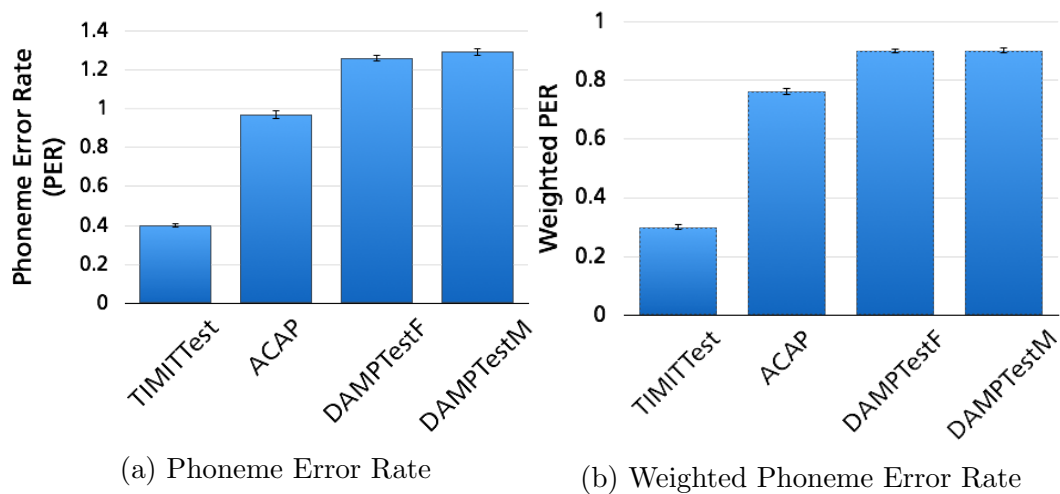 Phoneme Error Rate
(PER)
1.4
1.2
1
0.8
0.6
0.4
0.2
0
TIMITTest
ACAP
DAMPTestF
DAMPTestM
(a) Phoneme Error Rate
Weighted PER
1
0.8
0.6
0.4
0.2
0
TIMITTest
ACAP
DAMPTestF
DAMPTestM
(b) Weighted Phoneme Error Rate